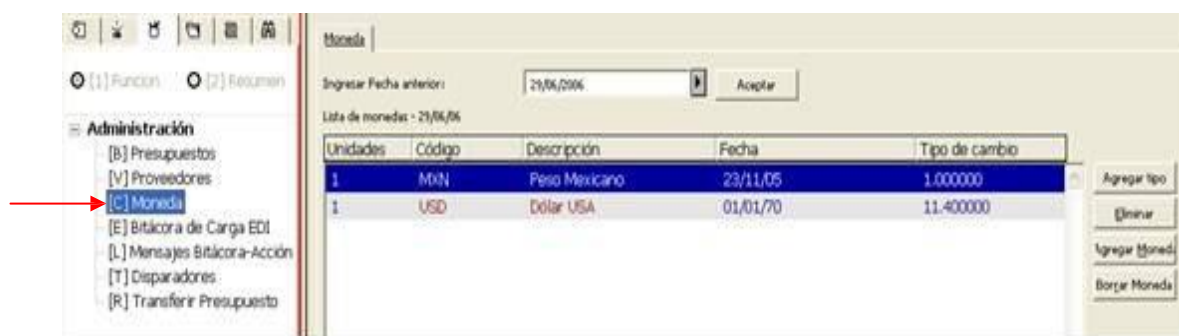 Moneda
[1] Funcion [2] Resumen
Ingresar Fecha anterior: 29/06/2006 Aceptar
Lista de monedas - 29/06/06
Administración
[B] Presupuestos
[V] Proveedores
[C] Moneda
[E] Bitácora de Carga EDI
[L] Mensajes Bitácora-Acción
[T] Disparadores
[R] Transferir Presupuesto
Unidades Código Descripción Fecha Tipo de cambio
1 MXN Peso Mexicano 23/11/05 1.000000
1 USD Dólar USA 01/01/70 11.400000
Agregar tipo
Eliminar
Agregar Moneda
Borrar Moneda